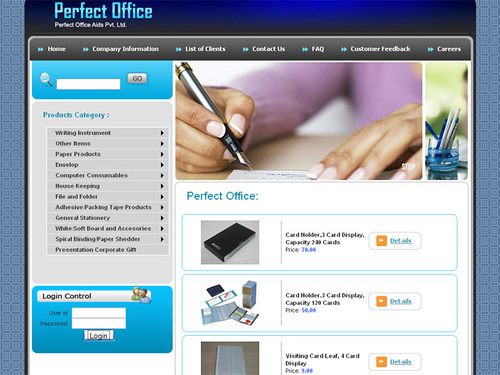 Perfect Office
Perfect Office Aids Pvt. Ltd.
Home Company Information List of Clients Contact Us FAQ Customer Feedback Careers
GO
Products Category :
Writing Instrument
Other Items
Paper Products
Envelop
Computer Consumables
House Keeping
File and Folder
Adhesive/Packing Tape Products
General Stationery
White/Soft Board and Accesories
Spiral Binding/Paper Shedder
Presentation Corporate Gift
Login Control
User Id
Password
Login
STOP
Perfect Office:
Card Holder,3 Card Display,
Capacity 240 Cards
Price: 70.00
Details
Card Holder,3 Card Display,
Capacity 120 Cards
Price: 50.00
Details
Visiting Card Leaf, 4 Card
Display
Price: 9.00
Details